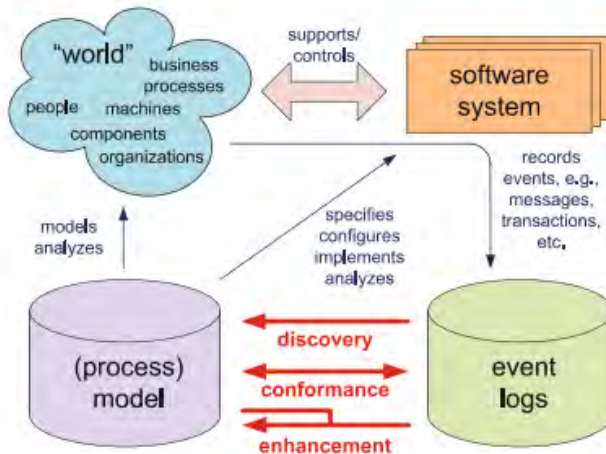 “world”
business
processes
people
machines
components
organizations
supports/
controls
software
system
records
events, e.g.,
messages,
transactions,
etc.
models
analyzes
specifies
configures
implements
analyzes
(process)
model
discovery
conformance
enhancement
event
logs